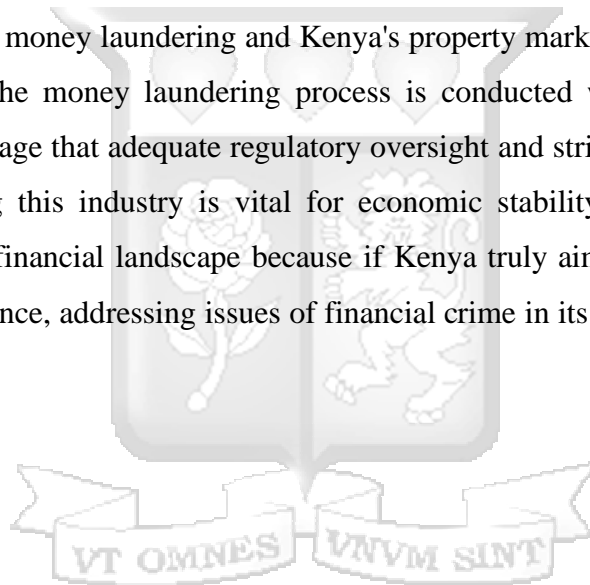 money laundering and Kenya's property mark
he money laundering process is conducted
age that adequate regulatory oversight and stri
this industry is vital for economic stability
financial landscape because if Kenya truly ai
nce, addressing issues of financial crime in its
VT OMNES VNVM SINT